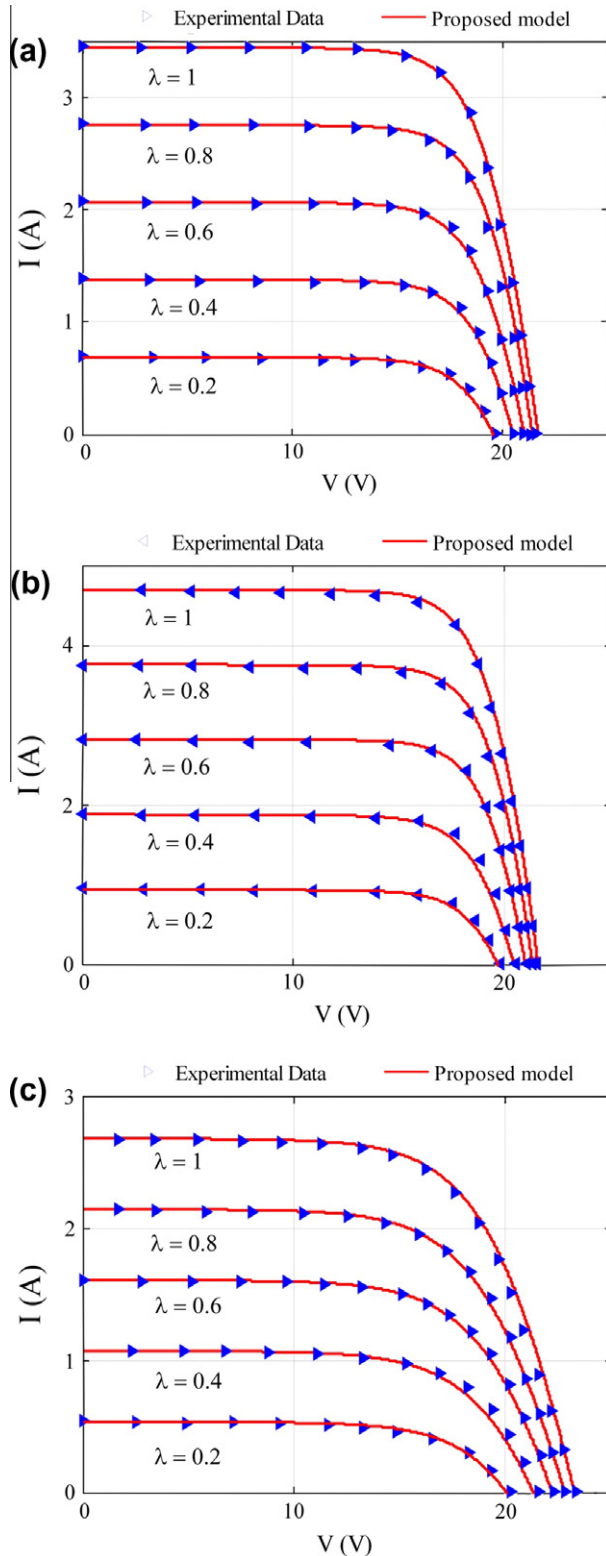 Experimental Data Proposed model
(a)
3
λ = 1
λ = 0.8
2
λ = 0.6
I (A)
1
λ = 0.4
λ = 0.2
0
0 10 20
V (V)
Experimental Data Proposed model
(b)
λ = 1
4
λ = 0.8
λ = 0.6
I (A)
2
λ = 0.4
λ = 0.2
0
0 10 20
V (V)
Experimental Data Proposed model
(c)
3
λ = 1
2
λ = 0.8
λ = 0.6
I (A)
1
λ = 0.4
λ = 0.2
0
0 10 20
V (V)